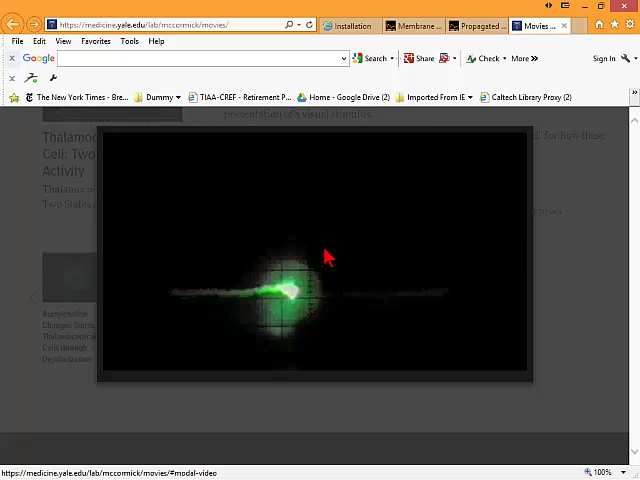 https://medicine.yale.edu/lab/mccormick/movies/
Installation
Membrane ...
Propagated ...
Movies ...
File Edit View Favorites Tools Help
x Google Search Share Check More >> Sign In
x
The New York Times - Bre... Dummy TIAA-CREF - Retirement P... Home - Google Drive (2) Imported From IE Caltech Library Proxy (2)
presentation of a visual stimulus.
Thalamoc
for how these
Cell: Two
Activity
Thalamoc
Two States
Acetylcholine
Changes States
Thalamocortical
Cells through
Depolarization
https://medicine.yale.edu/lab/mccormick/movies/#modal-video
100%